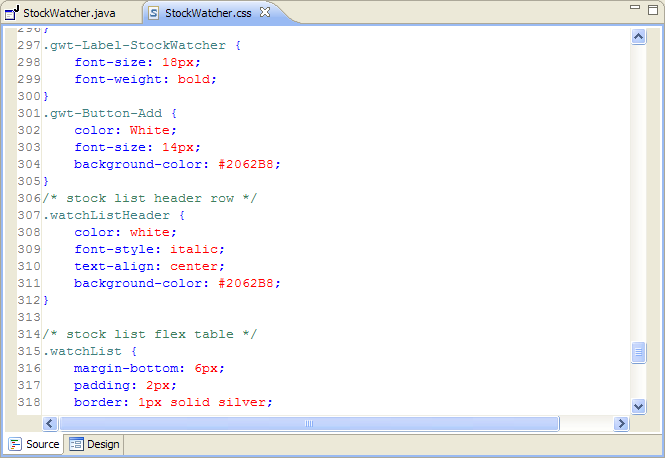 StockWatcher.java
StockWatcher.css
296 }
297 .gwt-Label-StockWatcher {
298     font-size: 18px;
299     font-weight: bold;
300 }
301 .gwt-Button-Add {
302     color: White;
303     font-size: 14px;
304     background-color: #2062B8;
305 }
306 /* stock list header row */
307 .watchListHeader {
308     color: white;
309     font-style: italic;
310     text-align: center;
311     background-color: #2062B8;
312 }
313
314 /* stock list flex table */
315 .watchList {
316     margin-bottom: 6px;
317     padding: 2px;
318     border: 1px solid silver;
Source
Design